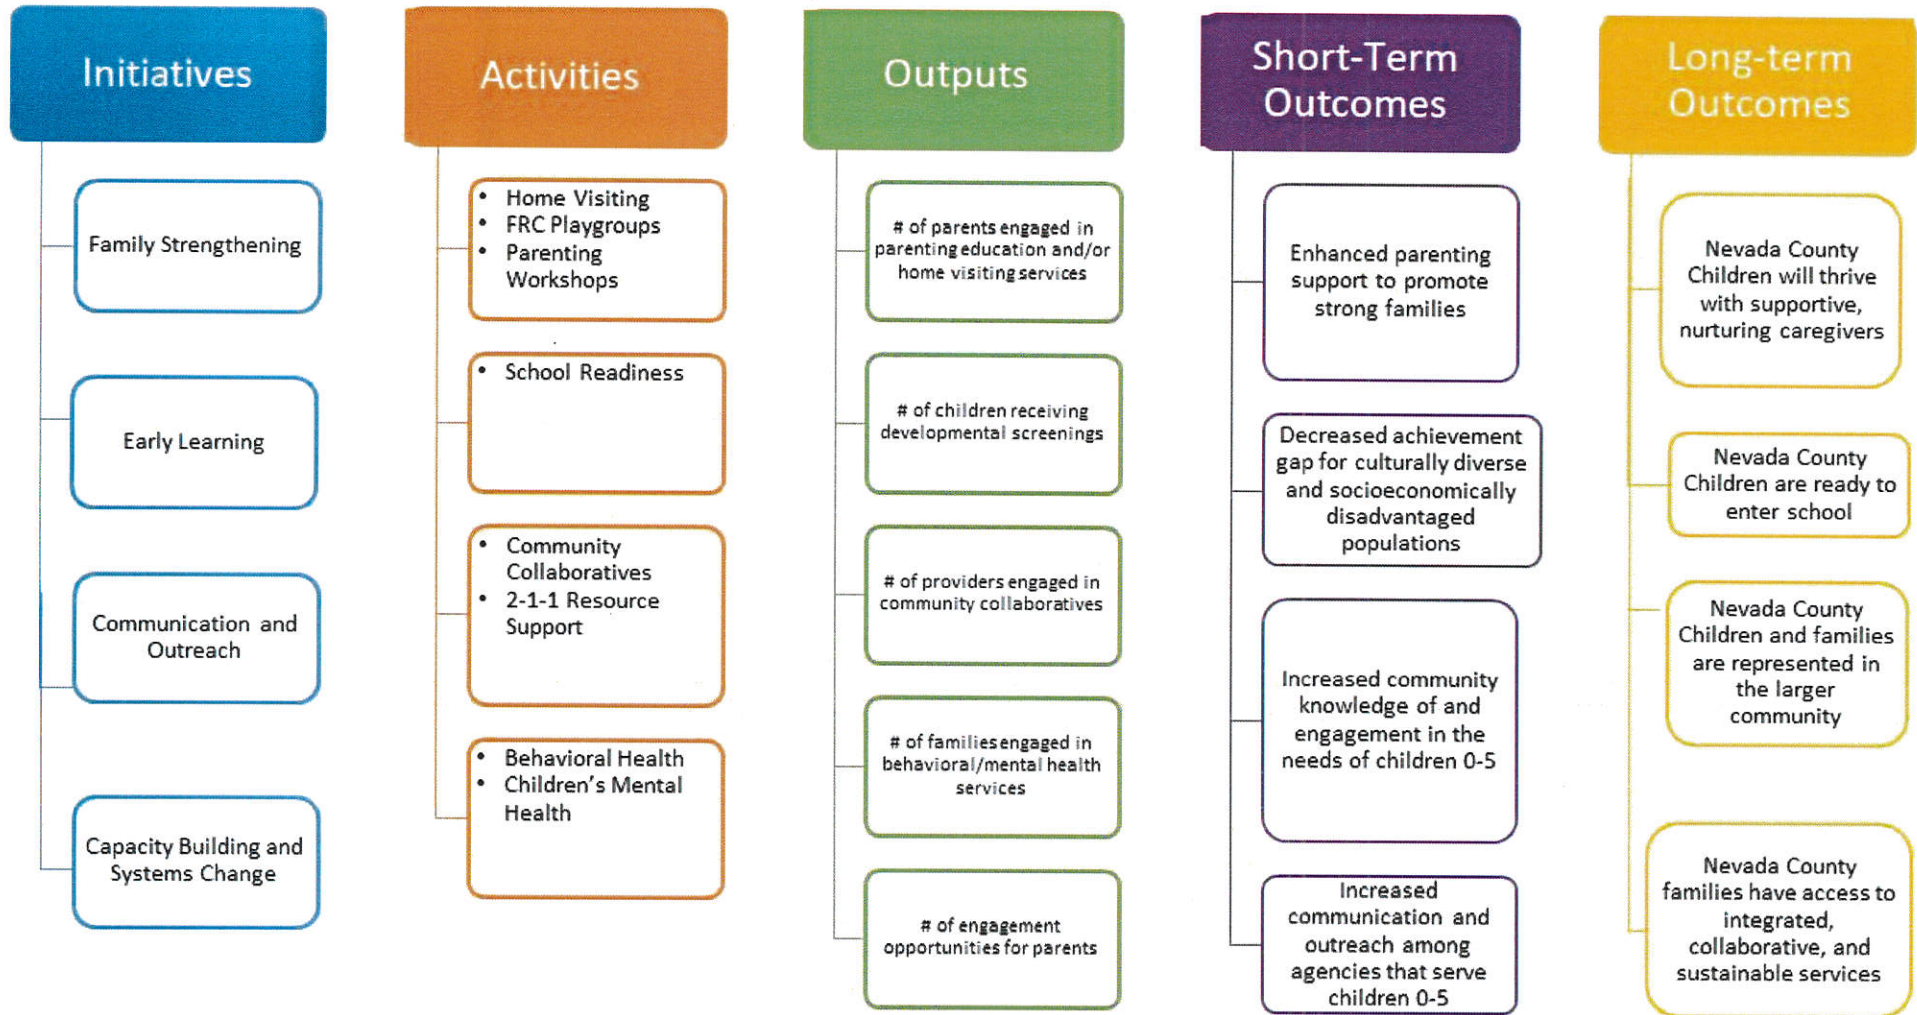 Initiatives
Family Strengthening
Early Learning
Communication and
Outreach
Capacity Building and
Systems Change
Activities
• Home Visiting
• FRC Playgroups
• Parenting
Workshops
• School Readiness
• Community
Collaboratives
• 2-1-1 Resource
Support
• Behavioral Health
• Children's Mental
Health
Outputs
# of parents engaged in
parenting education and/or
home visiting services
# of children receiving
developmental screenings
# of providers engaged in
community collaboratives
# of families engaged in
behavioral/mental health
services
# of engagement
opportunities for parents
Short-Term
Outcomes
Enhanced parenting
support to promote
strong families
Decreased achievement
gap for culturally diverse
and socioeconomically
disadvantaged
populations
Increased community
knowledge of and
engagement in the
needs of children 0-5
Increased
communication and
outreach among
agencies that serve
children 0-5
Long-term
Outcomes
Nevada County
Children will thrive
with supportive,
nurturing caregivers
Nevada County
Children are ready to
enter school
Nevada County
Children and families
are represented in
the larger
community
Nevada County
families have access to
integrated,
collaborative, and
sustainable services